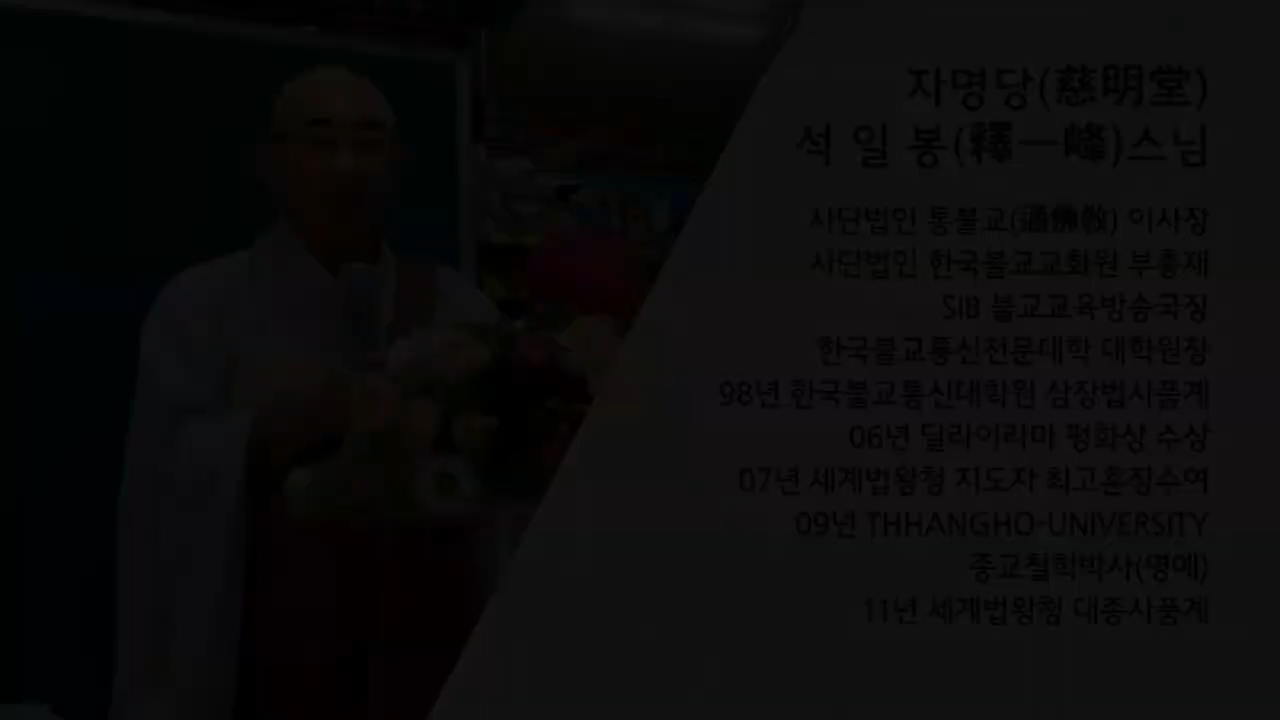 자명당(慈明堂)
석 일 봉(釋一峰)스님
사단법인 통불교(通佛敎) 이사장
사단법인 한국불교교화원 부총재
SIB 불교교육방송국장
한국불교통신전문대학 대학원장
98년 한국불교통신대학원 삼장법사품계
06년 달라이라마 평화상 수상
07년 세계법왕청 지도자 최고훈장수여
09년 THHANGHO-UNIVERSITY
종교철학박사(명예)
11년 세계법왕청 대종사품계